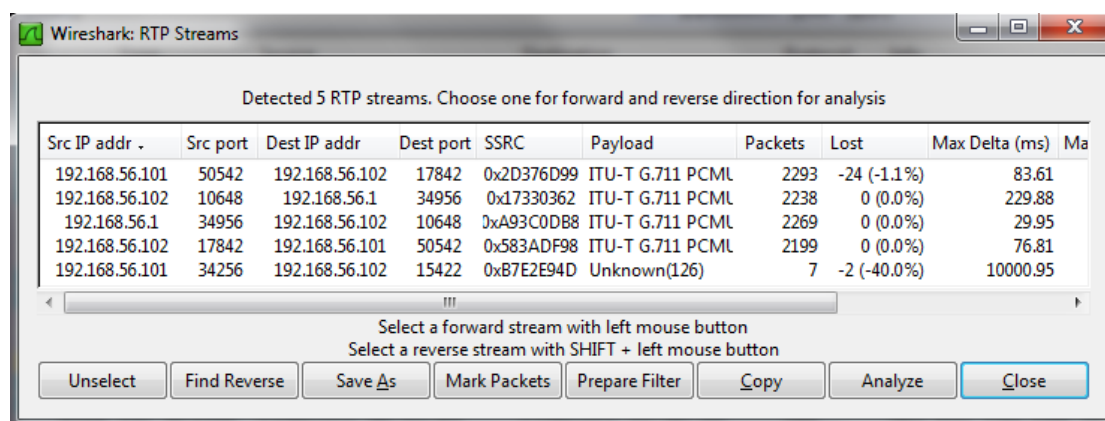 Wireshark: RTP Streams
Detected 5 RTP streams. Choose one for forward and reverse direction for analysis
Src IP addr Src port Dest IP addr Dest port SSRC Payload Packets Lost Max Delta (ms) Ma
192.168.56.101 50542 192.168.56.102 17842 0x2D376D99 ITU-T G.711 PCMU 2293 -24 (-1.1%) 83.61
192.168.56.102 10648 192.168.56.1 34956 0x17330362 ITU-T G.711 PCMU 2238 0 (0.0%) 229.88
192.168.56.1 34956 192.168.56.102 10648 0xA93C0DB8 ITU-T G.711 PCMU 2269 0 (0.0%) 29.95
192.168.56.102 17842 192.168.56.101 50542 0x583ADF98 ITU-T G.711 PCMU 2199 0 (0.0%) 76.81
192.168.56.101 34256 192.168.56.102 15422 0xB7E2E94D Unknown(126) 7 -2 (-40.0%) 10000.95
Select a forward stream with left mouse button
Select a reverse stream with SHIFT + left mouse button
Unselect Find Reverse Save As Mark Packets Prepare Filter Copy Analyze Close